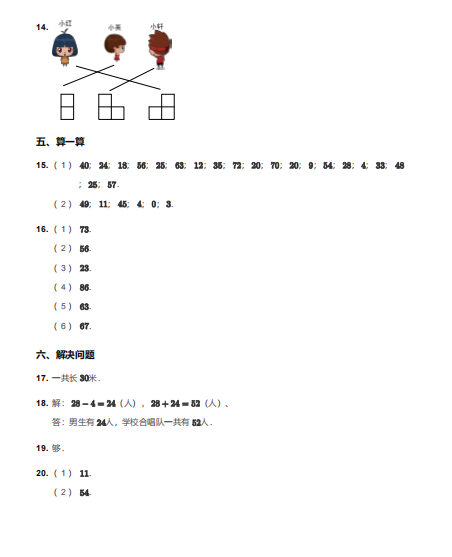 14. 小红 小英 小轩
五、算一算
15. （1） 40; 24; 18; 56; 25; 63; 12; 35; 72; 20; 70; 20; 9; 54; 28; 4; 33; 48
; 25; 57.
（2） 49; 11; 45; 4; 0; 3.
16. （1） 73.
（2） 56.
（3） 23.
（4） 86.
（5） 63.
（6） 67.
六、解决问题
17. 一共长30米．
18. 解： 28 − 4 = 24（人），28 + 24 = 52（人）、
答：男生有24人，学校合唱队一共有52人．
19. 够．
20. （1） 11.
（2） 54.